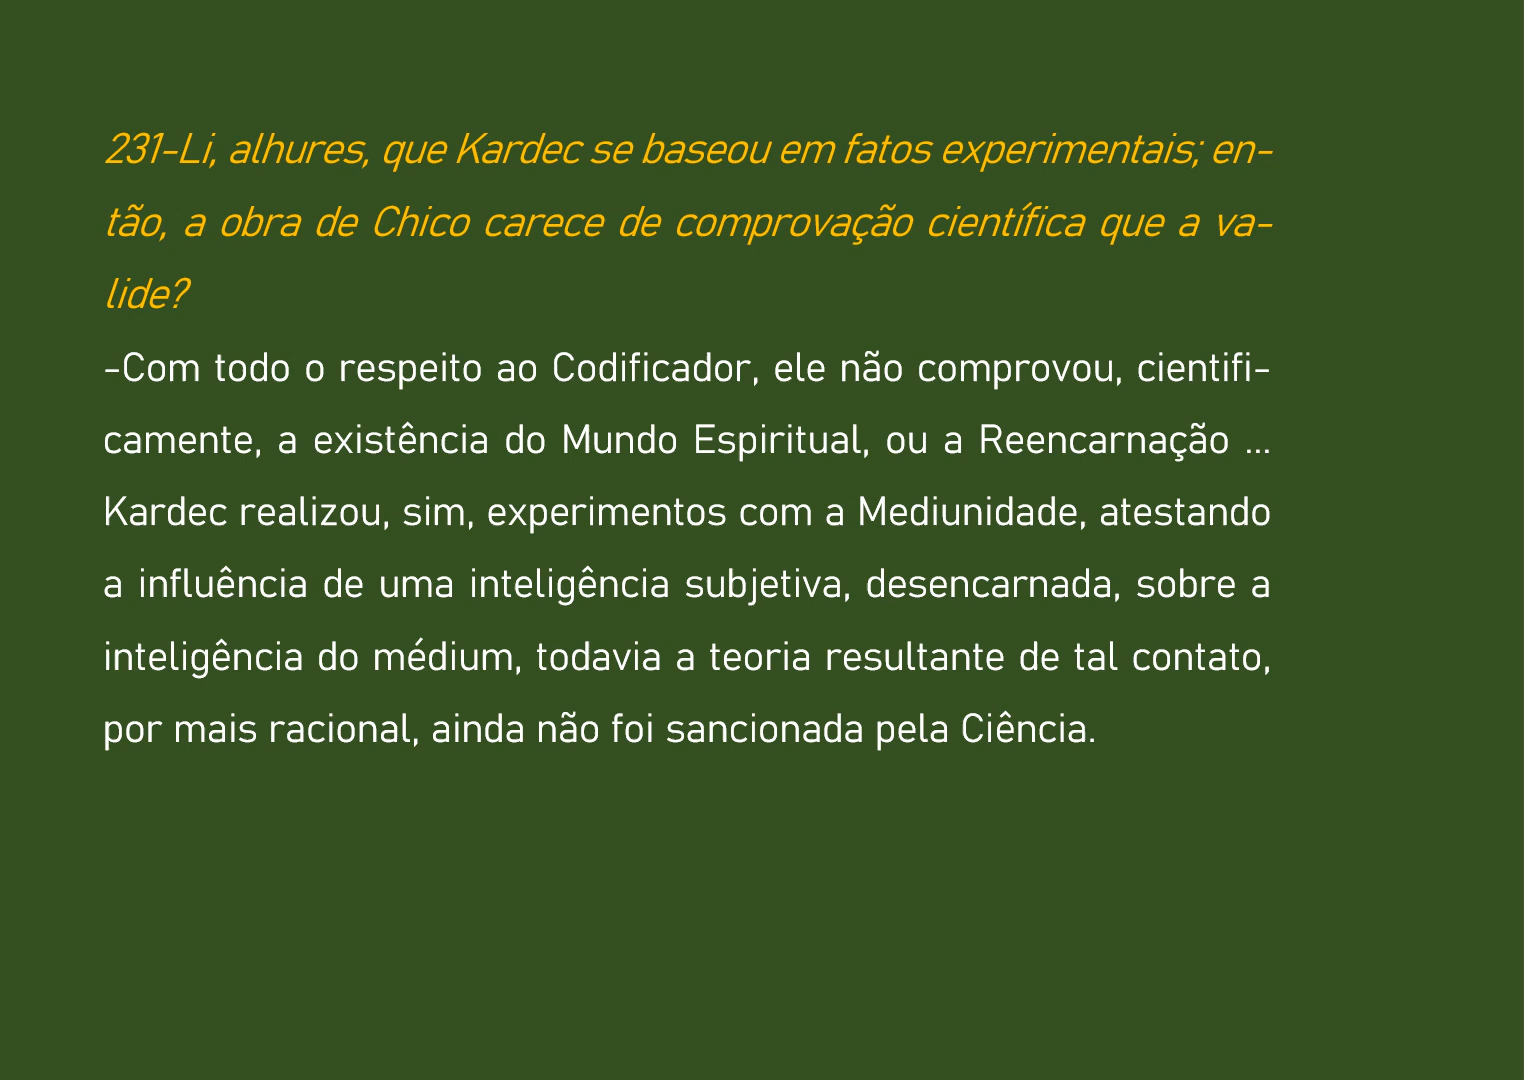 231-Li, alhures, que Kardec se baseou em fatos experimentais; en-
tão, a obra de Chico carece de comprovação científica que a va-
lide?
-Com todo o respeito ao Codificador, ele não comprovou, cientifi-
camente, a existência do Mundo Espiritual, ou a Reencarnação ...
Kardec realizou, sim, experimentos com a Mediunidade, atestando
a influência de uma inteligência subjetiva, desencarnada, sobre a
inteligência do médium, todavia a teoria resultante de tal contato,
por mais racional, ainda não foi sancionada pela Ciência.